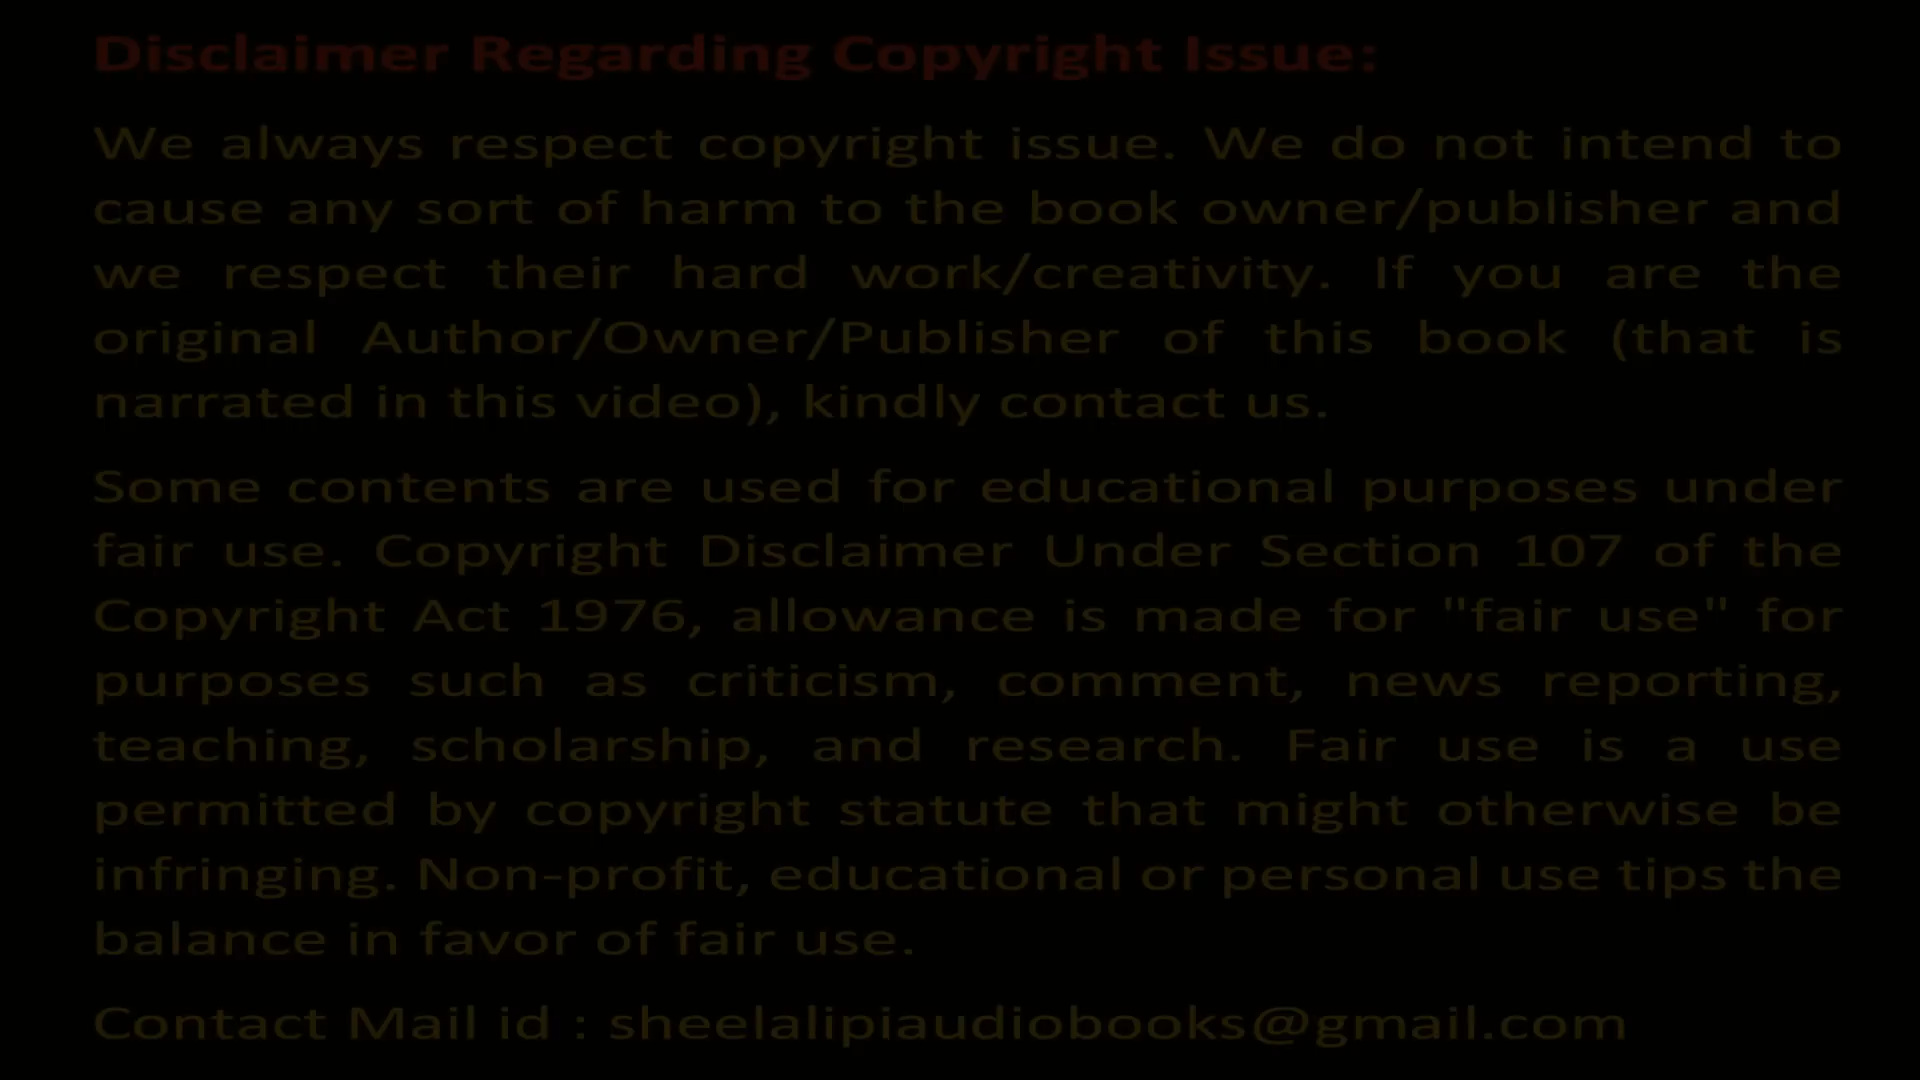 Disclaimer Regarding Copyright Issue:
We always respect copyright issue. We do not intend to
cause any sort of harm to the book owner/publisher and
we respect their hard work/creativity. If you are the
original Author/Owner/Publisher of this book (that is
narrated in this video), kindly contact us.
Some contents are used for educational purposes under
fair use. Copyright Disclaimer Under Section 107 of the
Copyright Act 1976, allowance is made for "fair use" for
purposes such as criticism, comment, news reporting,
teaching, scholarship, and research. Fair use is a use
permitted by copyright statute that might otherwise be
infringing. Non-profit, educational or personal use tips the
balance in favor of fair use.
Contact Mail id : sheelalipiaudiobooks@gmail.com